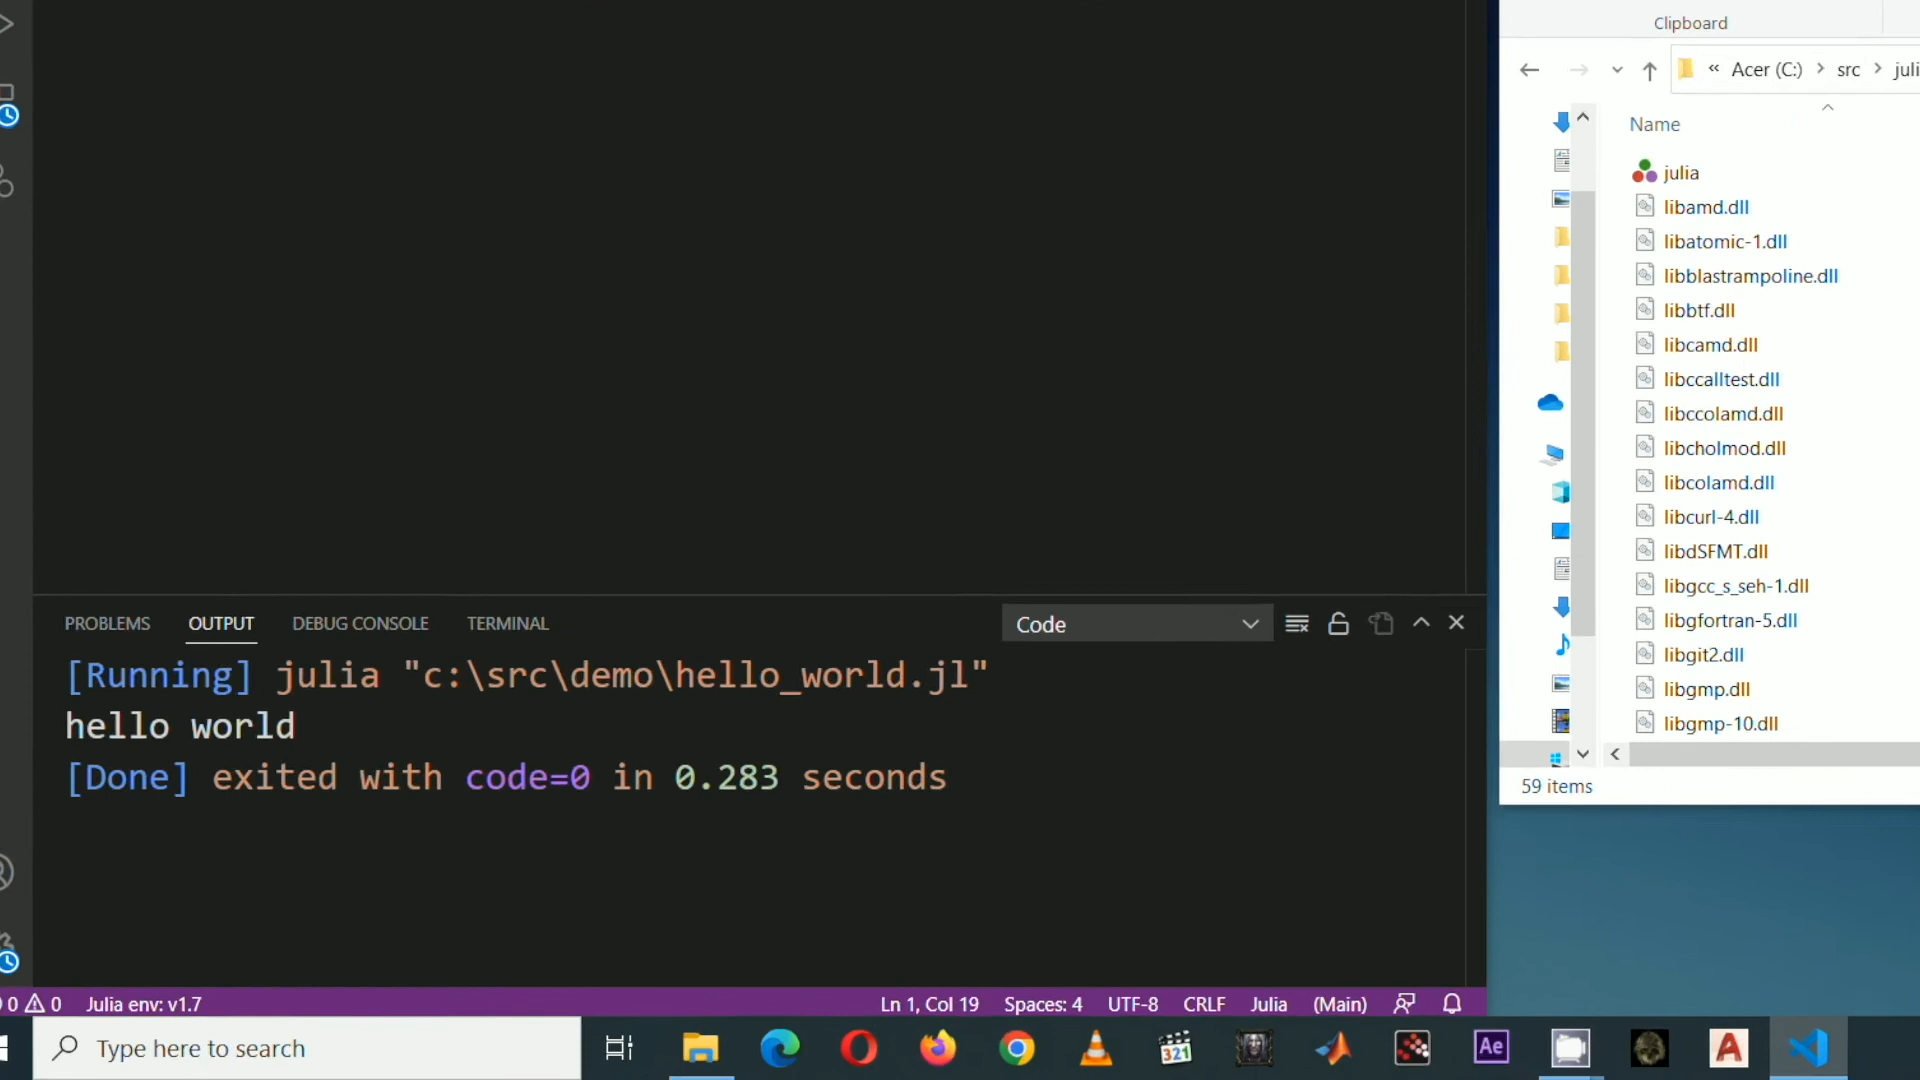 PROBLEMS OUTPUT DEBUG CONSOLE TERMINAL Code
[Running] julia "c:\src\demo\hello_world.jl"
hello world
[Done] exited with code=0 in 0.283 seconds
0 0 Julia env: v1.7 Ln 1, Col 19 Spaces: 4 UTF-8 CRLF Julia (Main)
Clipboard
« Acer (C:) > src >
Name
julia
libamd.dll
libatomic-1.dll
libblastrampoline.dll
libbtf.dll
libcamd.dll
libccalltest.dll
libccolamd.dll
libcholmod.dll
libcolamd.dll
libcurl-4.dll
libdSFMT.dll
libgcc_s_seh-1.dll
libgfortran-5.dll
libgit2.dll
libgmp.dll
libgmp-10.dll
59 items
Type here to search
321
Ae
A